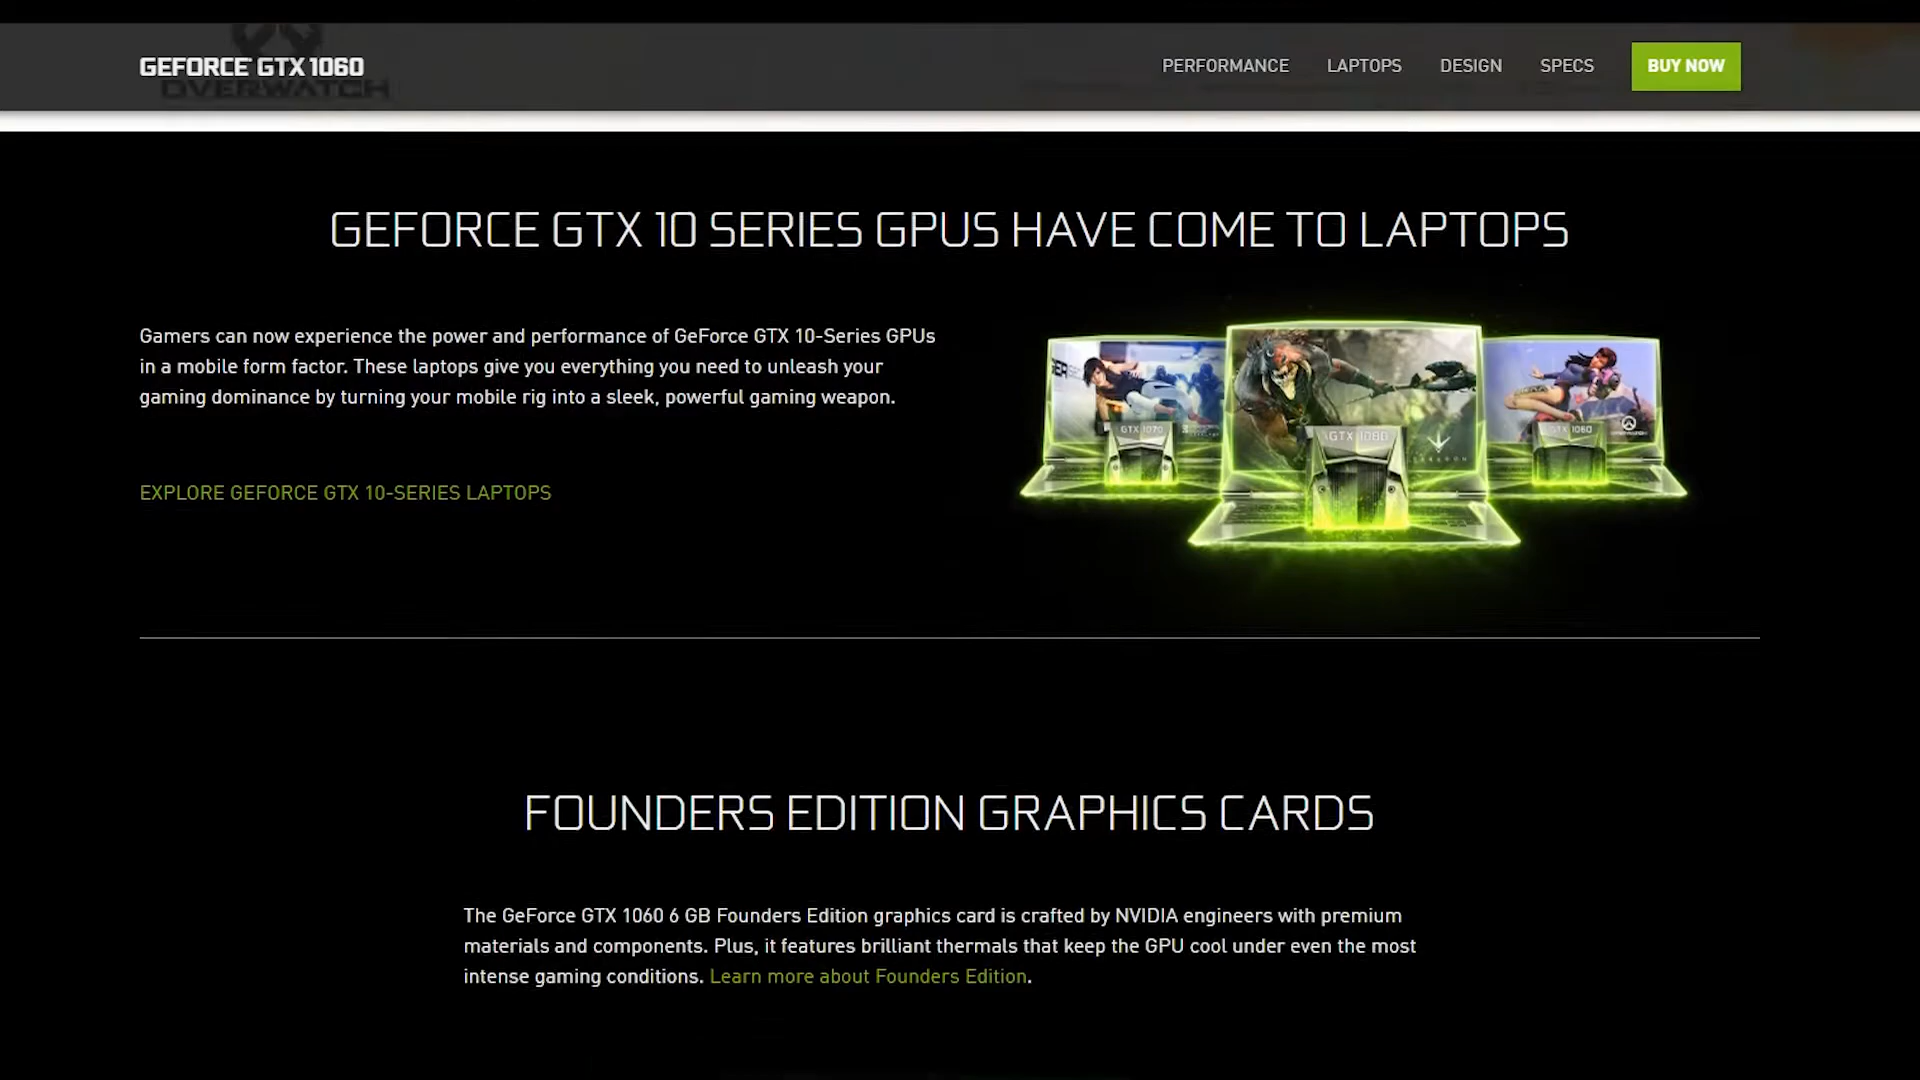 GEFORCE GTX 1060
OVERWATCH
PERFORMANCE
LAPTOPS
DESIGN
SPECS
BUY NOW
GEFORCE GTX 10 SERIES GPUS HAVE COME TO LAPTOPS
Gamers can now experience the power and performance of GeForce GTX 10-Series GPUs
in a mobile form factor. These laptops give you everything you need to unleash your
gaming dominance by turning your mobile rig into a sleek, powerful gaming weapon.
EXPLORE GEFORCE GTX 10-SERIES LAPTOPS
GTX 1070
GTX 1080
GTX 1060
FOUNDERS EDITION GRAPHICS CARDS
The GeForce GTX 1060 6 GB Founders Edition graphics card is crafted by NVIDIA engineers with premium
materials and components. Plus, it features brilliant thermals that keep the GPU cool under even the most
intense gaming conditions. Learn more about Founders Edition.